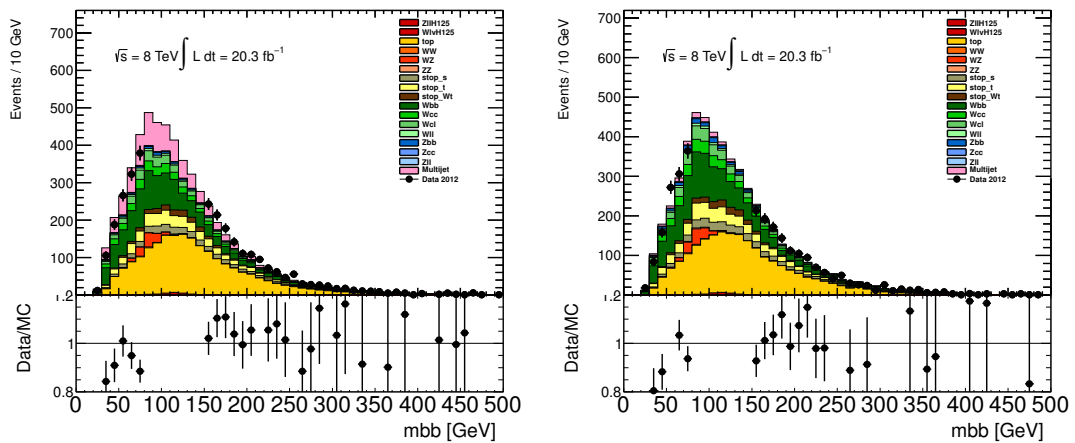 700
600
500
400
300
200
100
Events / 10 GeV
√s = 8 TeV ∫ L dt = 20.3 fb⁻¹
ZllH125
WlvH125
top
WW
WZ
ZZ
stop_s
stop_t
stop_Wt
Wbb
Wcc
Wcl
Wll
Zbb
Zcc
Zll
Multijet
Data 2012
.2
1
0.8
Data/MC
0 50 100 150 200 250 300 350 400 450 500
mbb [GeV]
700
600
500
400
300
200
100
Events / 10 GeV
√s = 8 TeV ∫ L dt = 20.3 fb⁻¹
ZllH125
WlvH125
top
WW
WZ
ZZ
stop_s
stop_t
stop_Wt
Wbb
Wcc
Wcl
Wll
Zbb
Zcc
Zll
Multijet
Data 2012
.2
1
0.8
Data/MC
0 50 100 150 200 250 300 350 400 450 500
mbb [GeV]